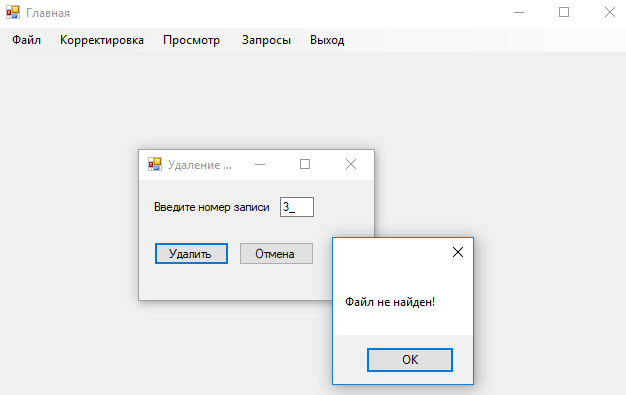 Главная
Файл Корректировка Просмотр Запросы Выход
Удаление ...
Введите номер записи 3_
Удалить Отмена
Файл не найден!
OK